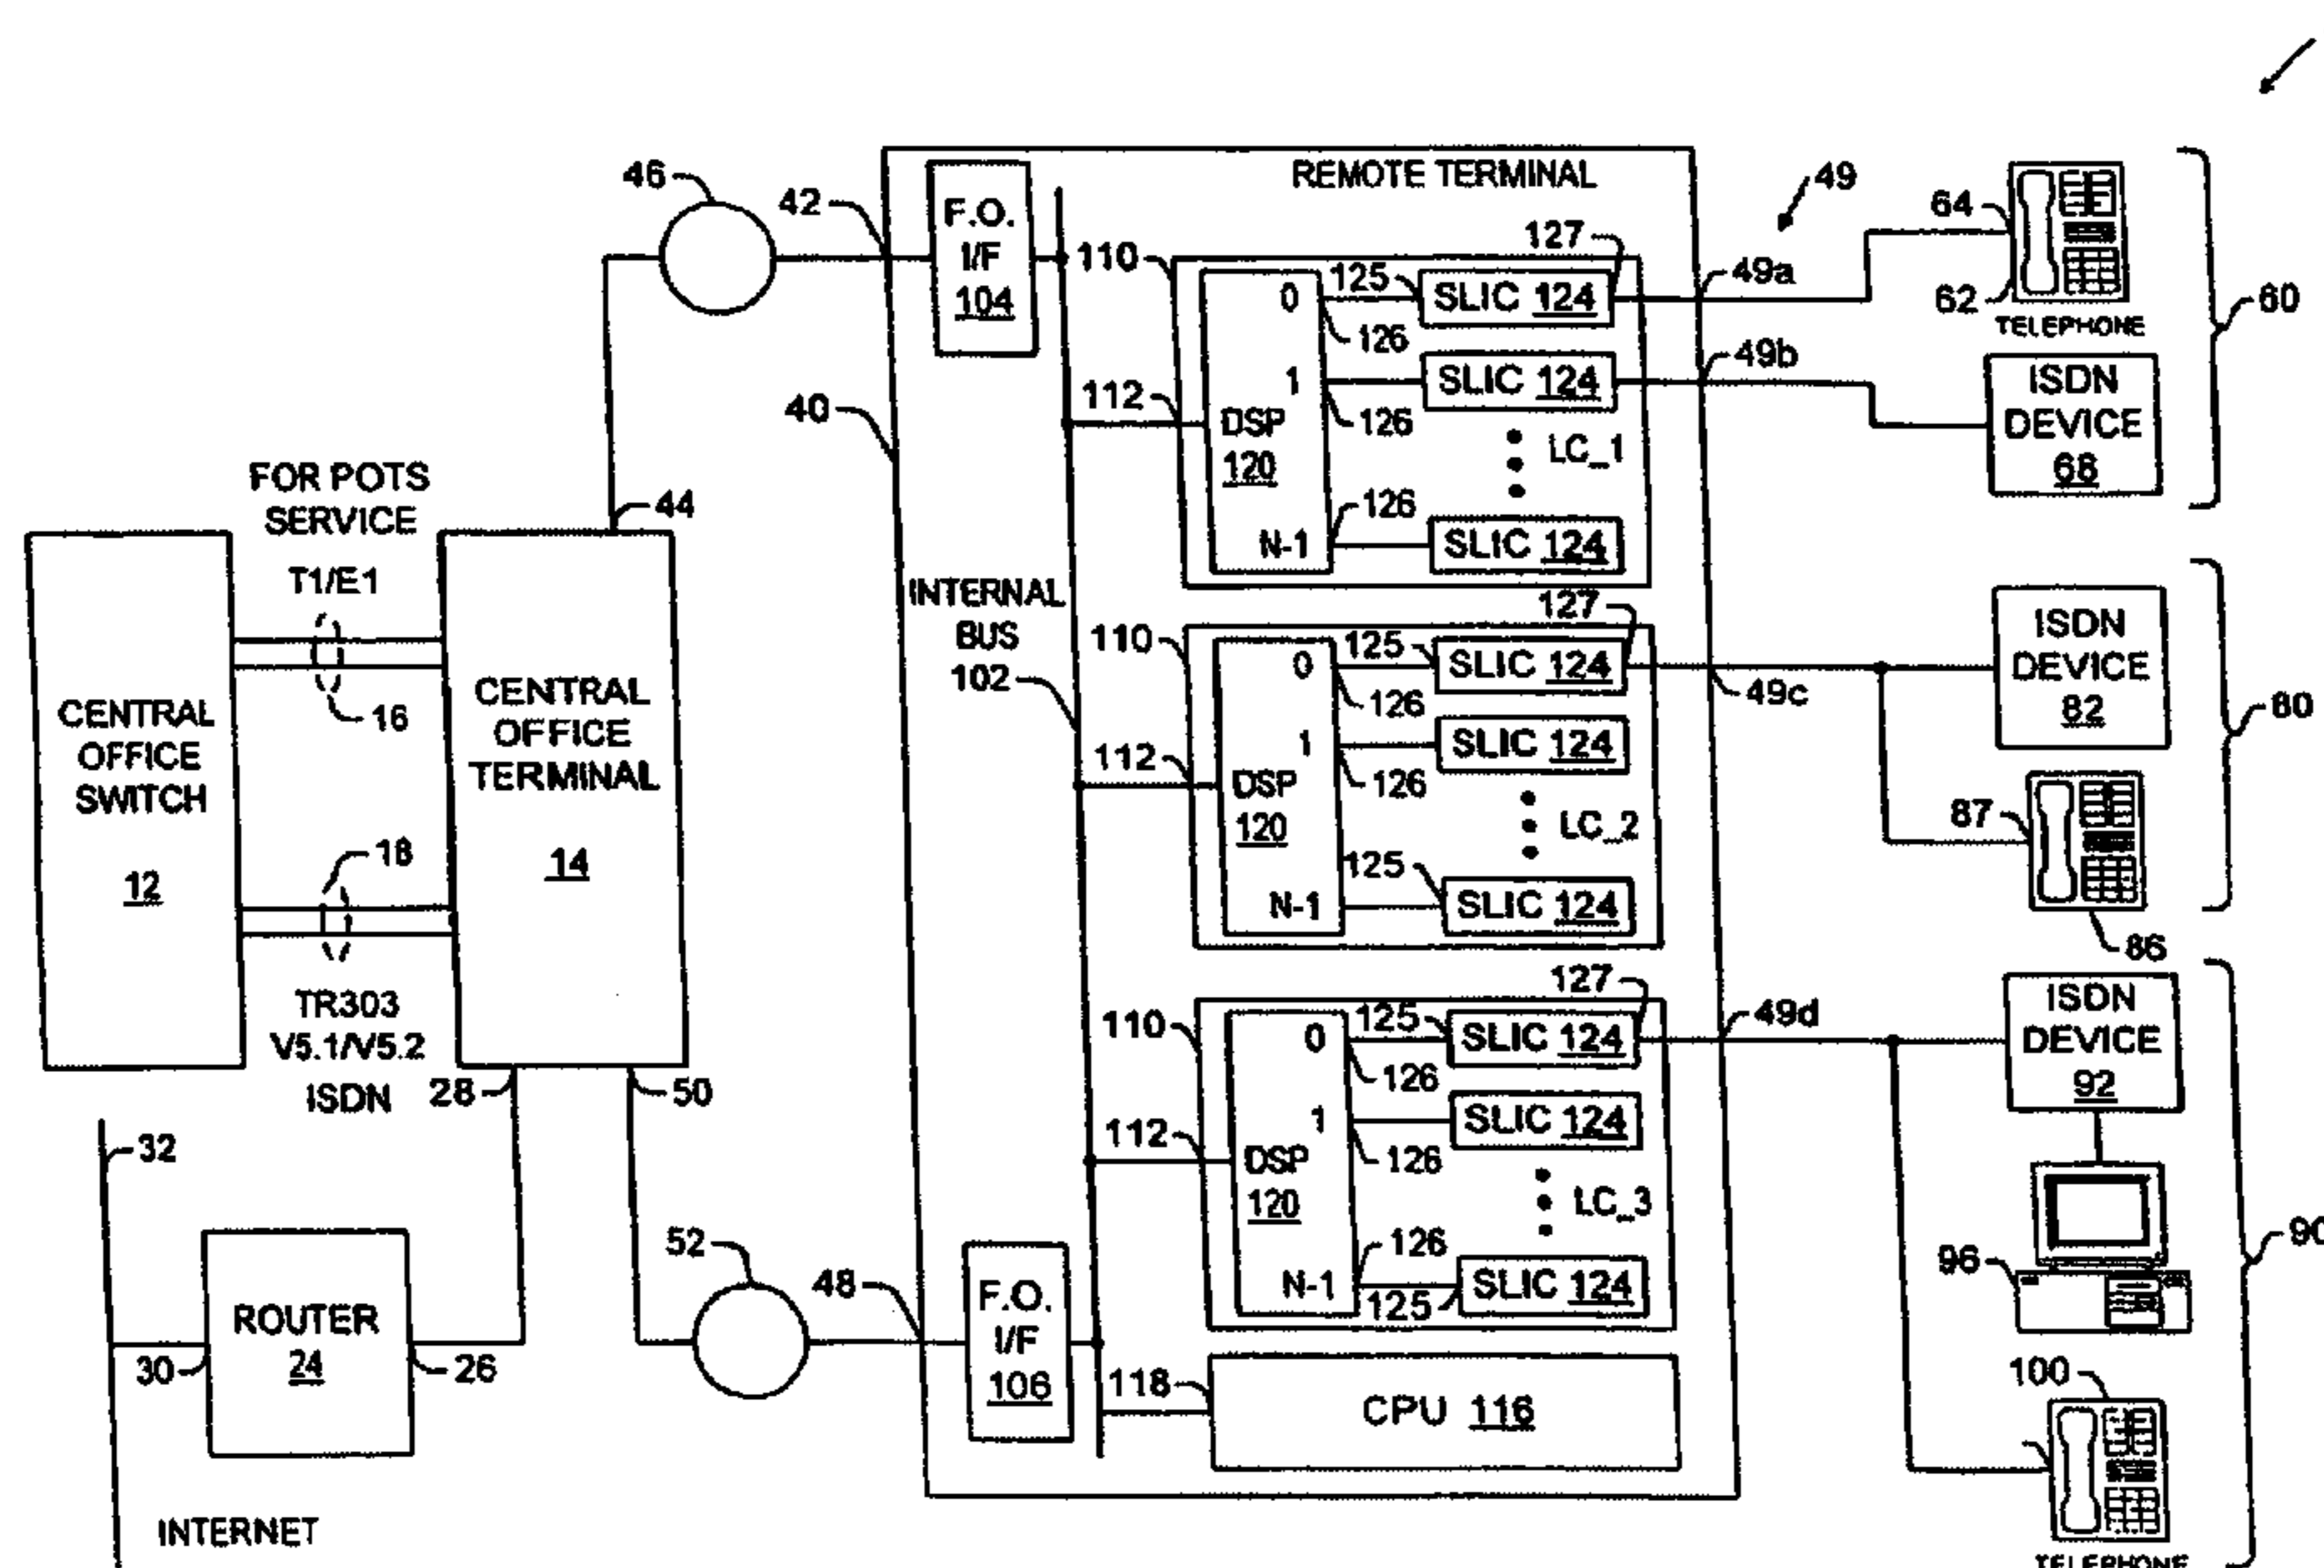 REMOTE TERMINAL
46
42
F.O.
I/F
104
49
64
62
TELEPHONE
60
110
127
125
0
SLIC 124
49a
126
1
SLIC 124
49b
126
112
DSP
120
LC_1
126
N-1
SLIC 124
ISDN
DEVICE
68
40
FOR POTS
SERVICE
44
T1/E1
16
CENTRAL
OFFICE
SWITCH
12
CENTRAL
OFFICE
TERMINAL
14
18
TR303
V5.1/V5.2
ISDN
28
50
INTERNAL
BUS
102
110
127
125
0
SLIC 124
49c
126
1
SLIC 124
126
112
DSP
120
LC_2
125
N-1
SLIC 124
ISDN
DEVICE
82
80
87
86
110
127
125
0
SLIC 124
49d
126
1
SLIC 124
126
112
DSP
120
LC_3
126
N-1
SLIC 124
125
ISDN
DEVICE
92
90
96
32
ROUTER
24
30
26
52
48
F.O.
I/F
106
118
CPU 116
100
TELEPHONE
INTERNET